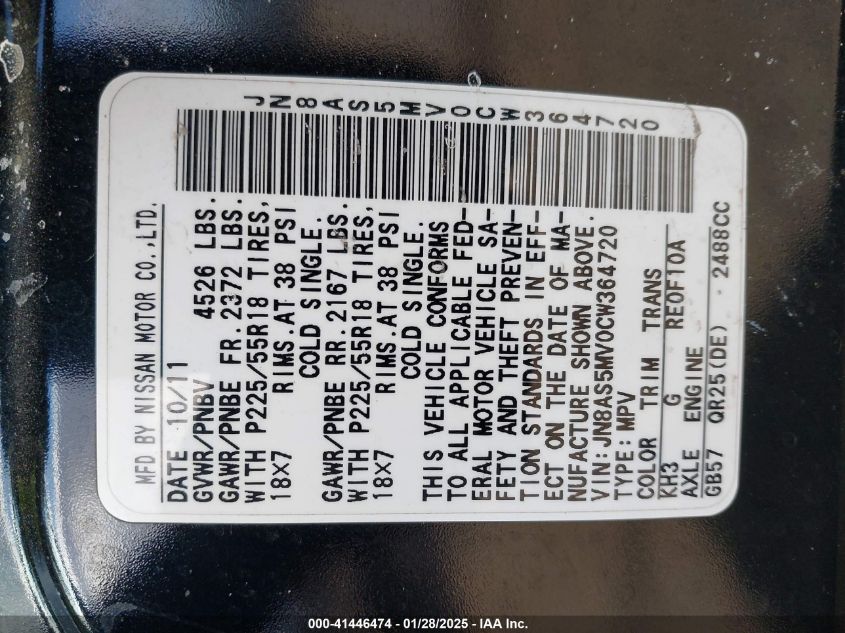 JN8AS5MV0CW364720
MFD BY NISSAN MOTOR CO.,LTD.
DATE 10/11
GVWR/PNBV 4526 LBS.
GAWR/PNBE FR.2372 LBS.
WITH P225/55R18 TIRES,
18X7 RIMS.AT 38 PSI
COLD SINGLE.
GAWR/PNBE RR.2167 LBS.
WITH P225/55R18 TIRES,
18X7 RIMS.AT 38 PSI
COLD SINGLE.
THIS VEHICLE CONFORMS
TO ALL APPLICABLE FED-
ERAL MOTOR VEHICLE SA-
FETY AND THEFT PREVEN-
TION STANDARDS IN EFF-
ECT ON THE DATE OF MA-
NUFACTURE SHOWN ABOVE.
VIN:JN8AS5MV0CW364720
TYPE:MPV
COLOR TRIM TRANS
KH3 G RE0F10A
AXLE ENGINE
GB57 QR25(DE) · 2488CC
000-41446474 — 01/28/2025 - IAA Inc.